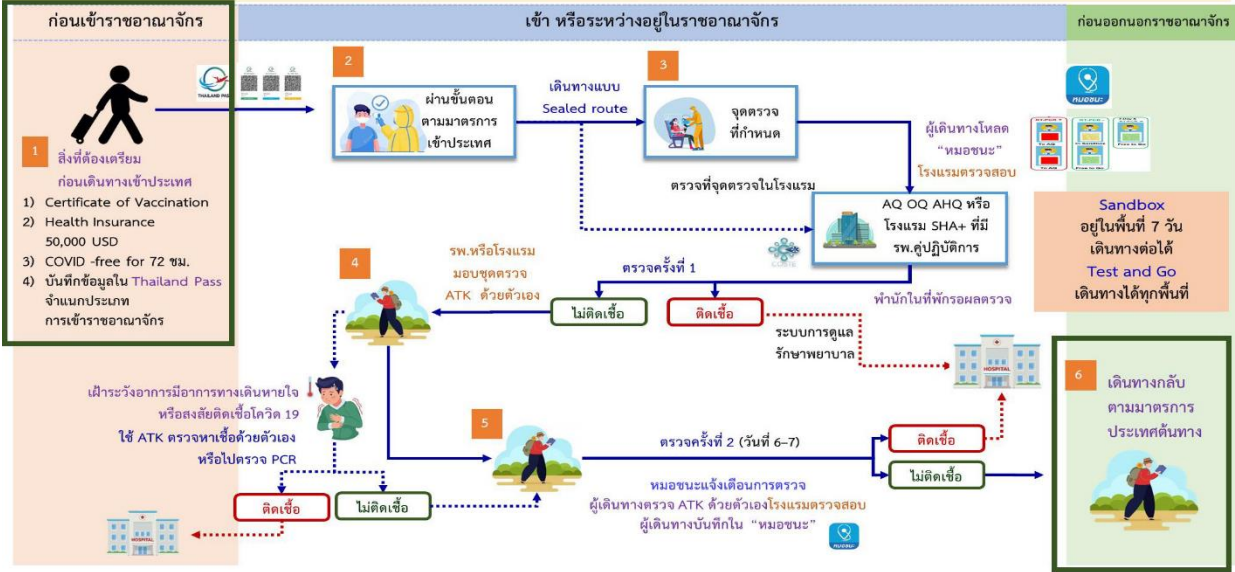 ก่อนเข้าราชอาณาจักร
เข้า หรือระหว่างอยู่ในราชอาณาจักร
ก่อนออกนอกราชอาณาจักร
THAILAND PASS
1
สิ่งที่ต้องเตรียม
ก่อนเดินทางเข้าประเทศ
1) Certificate of Vaccination
2) Health Insurance
50,000 USD
3) COVID -free for 72 ชม.
4) บันทึกข้อมูลใน Thailand Pass
จำแนกประเภท
การเข้าราชอาณาจักร
2
ผ่านขั้นตอน
ตามมาตรการ
เข้าประเทศ
เดินทางแบบ
Sealed route
3
จุดตรวจ
ที่กำหนด
หมอชนะ
ผู้เดินทางโหลด
“หมอชนะ”
โรงแรมตรวจสอบ
ตรวจที่จุดตรวจในโรงแรม
AQ OQ AHQ หรือ
โรงแรม SHA+ ที่มี
รพ.คู่ปฏิบัติการ
Sandbox
อยู่ในพื้นที่ 7 วัน
เดินทางต่อได้
Test and Go
เดินทางได้ทุกพื้นที่
4
รพ.หรือโรงแรม
มอบชุดตรวจ
ATK ด้วยตัวเอง
ตรวจครั้งที่ 1
ไม่ติดเชื้อ
ติดเชื้อ
พำนักในที่พักรอผลตรวจ
ระบบการดูแล
รักษาพยาบาล
HOSPITAL
เฝ้าระวังอาการมีอาการทางเดินหายใจ
หรือสงสัยติดเชื้อโควิด 19
ใช้ ATK ตรวจหาเชื้อด้วยตัวเอง
หรือไปตรวจ PCR
ติดเชื้อ
ไม่ติดเชื้อ
HOSPITAL
5
ตรวจครั้งที่ 2 (วันที่ 6–7)
ติดเชื้อ
ไม่ติดเชื้อ
หมอชนะแจ้งเตือนการตรวจ
ผู้เดินทางตรวจ ATK ด้วยตัวเองโรงแรมตรวจสอบ
ผู้เดินทางบันทึกใน “หมอชนะ”
หมอชนะ
6
เดินทางกลับ
ตามมาตรการ
ประเทศต้นทาง